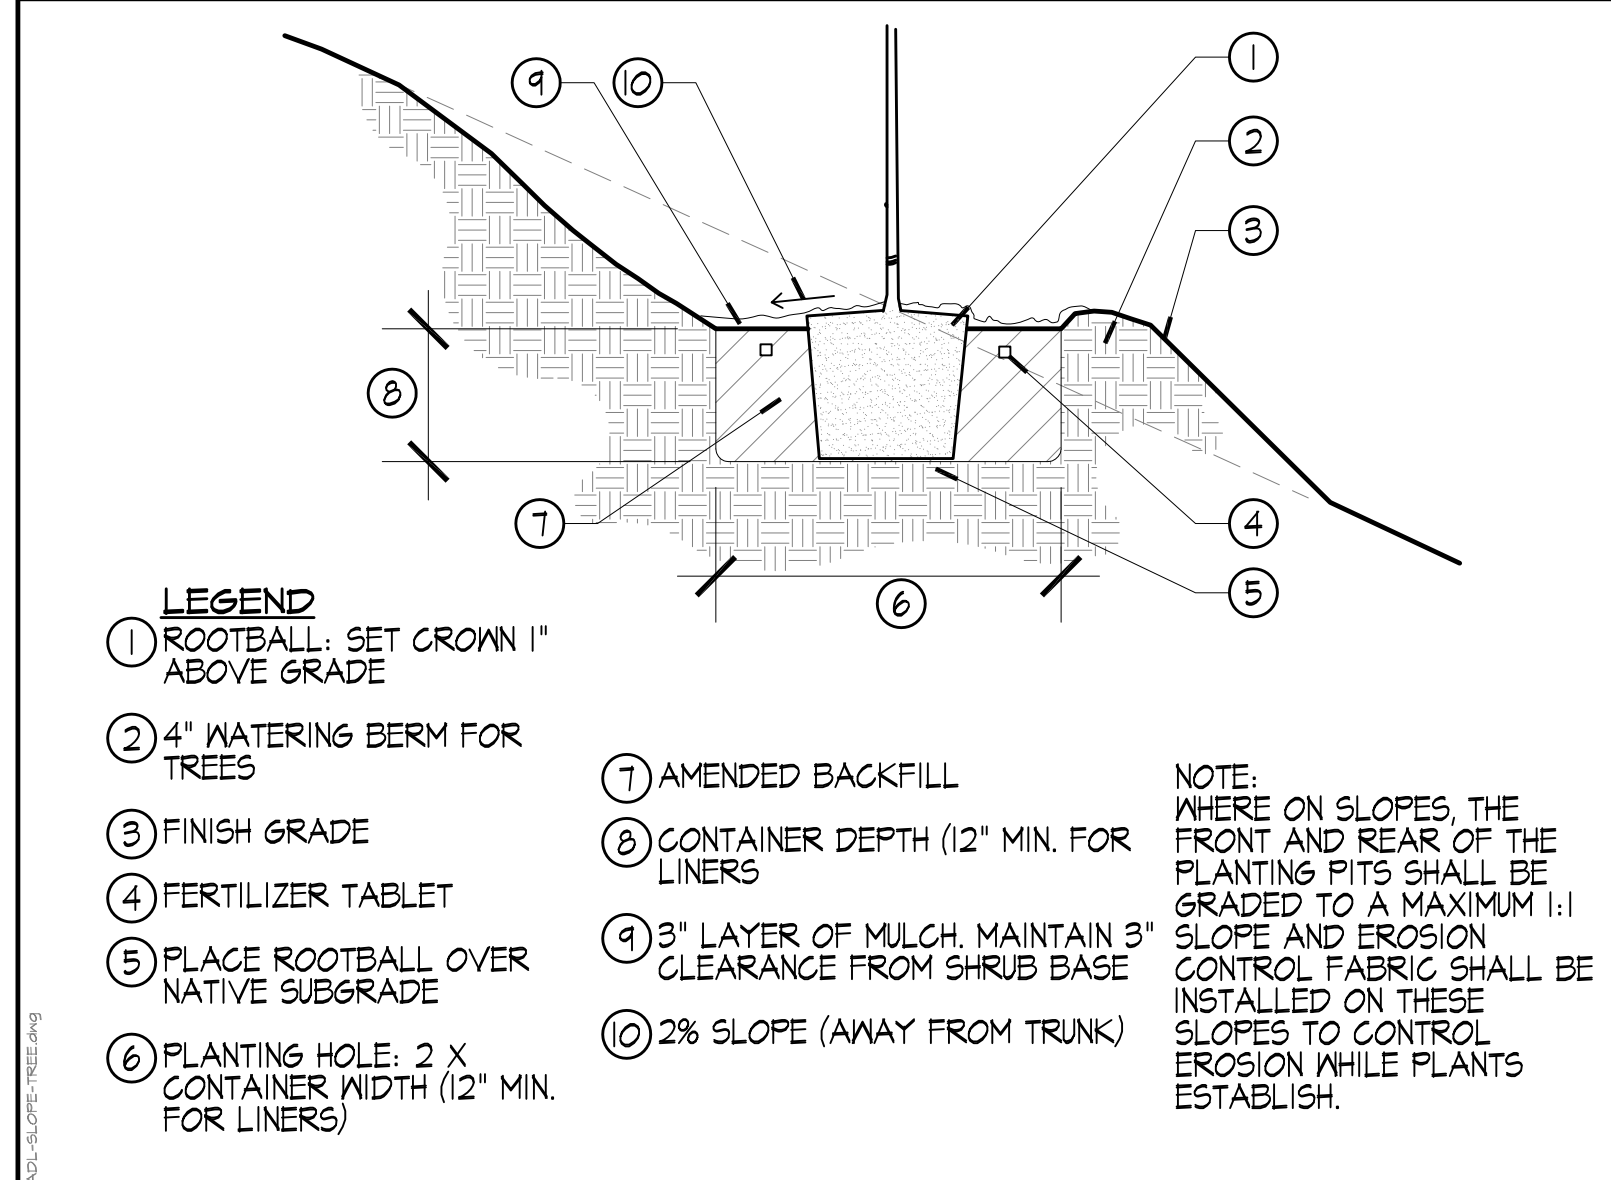 9
10
1
2
3
8
7
4
5
6
LEGEND
1 ROOTBALL: SET CROWN 1"
ABOVE GRADE
2 4" WATERING BERM FOR
TREES
3 FINISH GRADE
4 FERTILIZER TABLET
5 PLACE ROOTBALL OVER
NATIVE SUBGRADE
6 PLANTING HOLE: 2 X
CONTAINER WIDTH (12" MIN.
FOR LINERS)
7 AMENDED BACKFILL
8 CONTAINER DEPTH (12" MIN. FOR
LINERS
9 3" LAYER OF MULCH. MAINTAIN 3"
CLEARANCE FROM SHRUB BASE
10 2% SLOPE (AWAY FROM TRUNK)
NOTE:
WHERE ON SLOPES, THE
FRONT AND REAR OF THE
PLANTING PITS SHALL BE
GRADED TO A MAXIMUM 1:1
SLOPE AND EROSION
CONTROL FABRIC SHALL BE
INSTALLED ON THESE
SLOPES TO CONTROL
EROSION WHILE PLANTS
ESTABLISH.
ADL-SLOPE-TREE.dwg